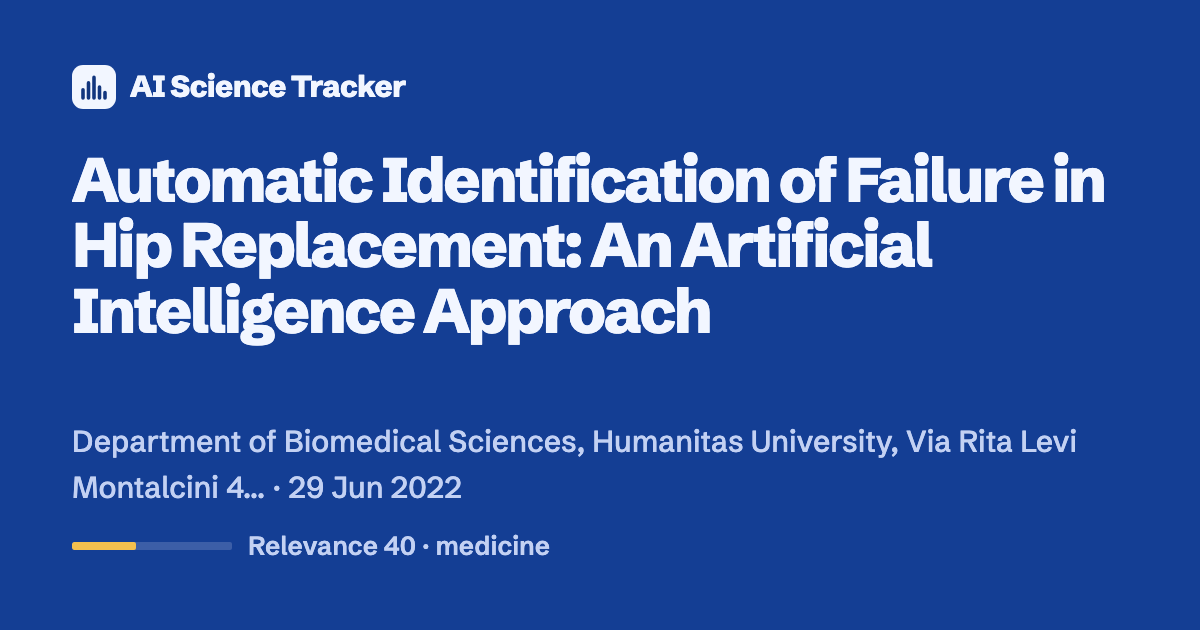 AI Science Tracker
Automatic Identification of Failure in
Hip Replacement: An Artificial
Intelligence Approach
Department of Biomedical Sciences, Humanitas University, Via Rita Levi
Montalcini 4... · 29 Jun 2022
Relevance 40 · medicine